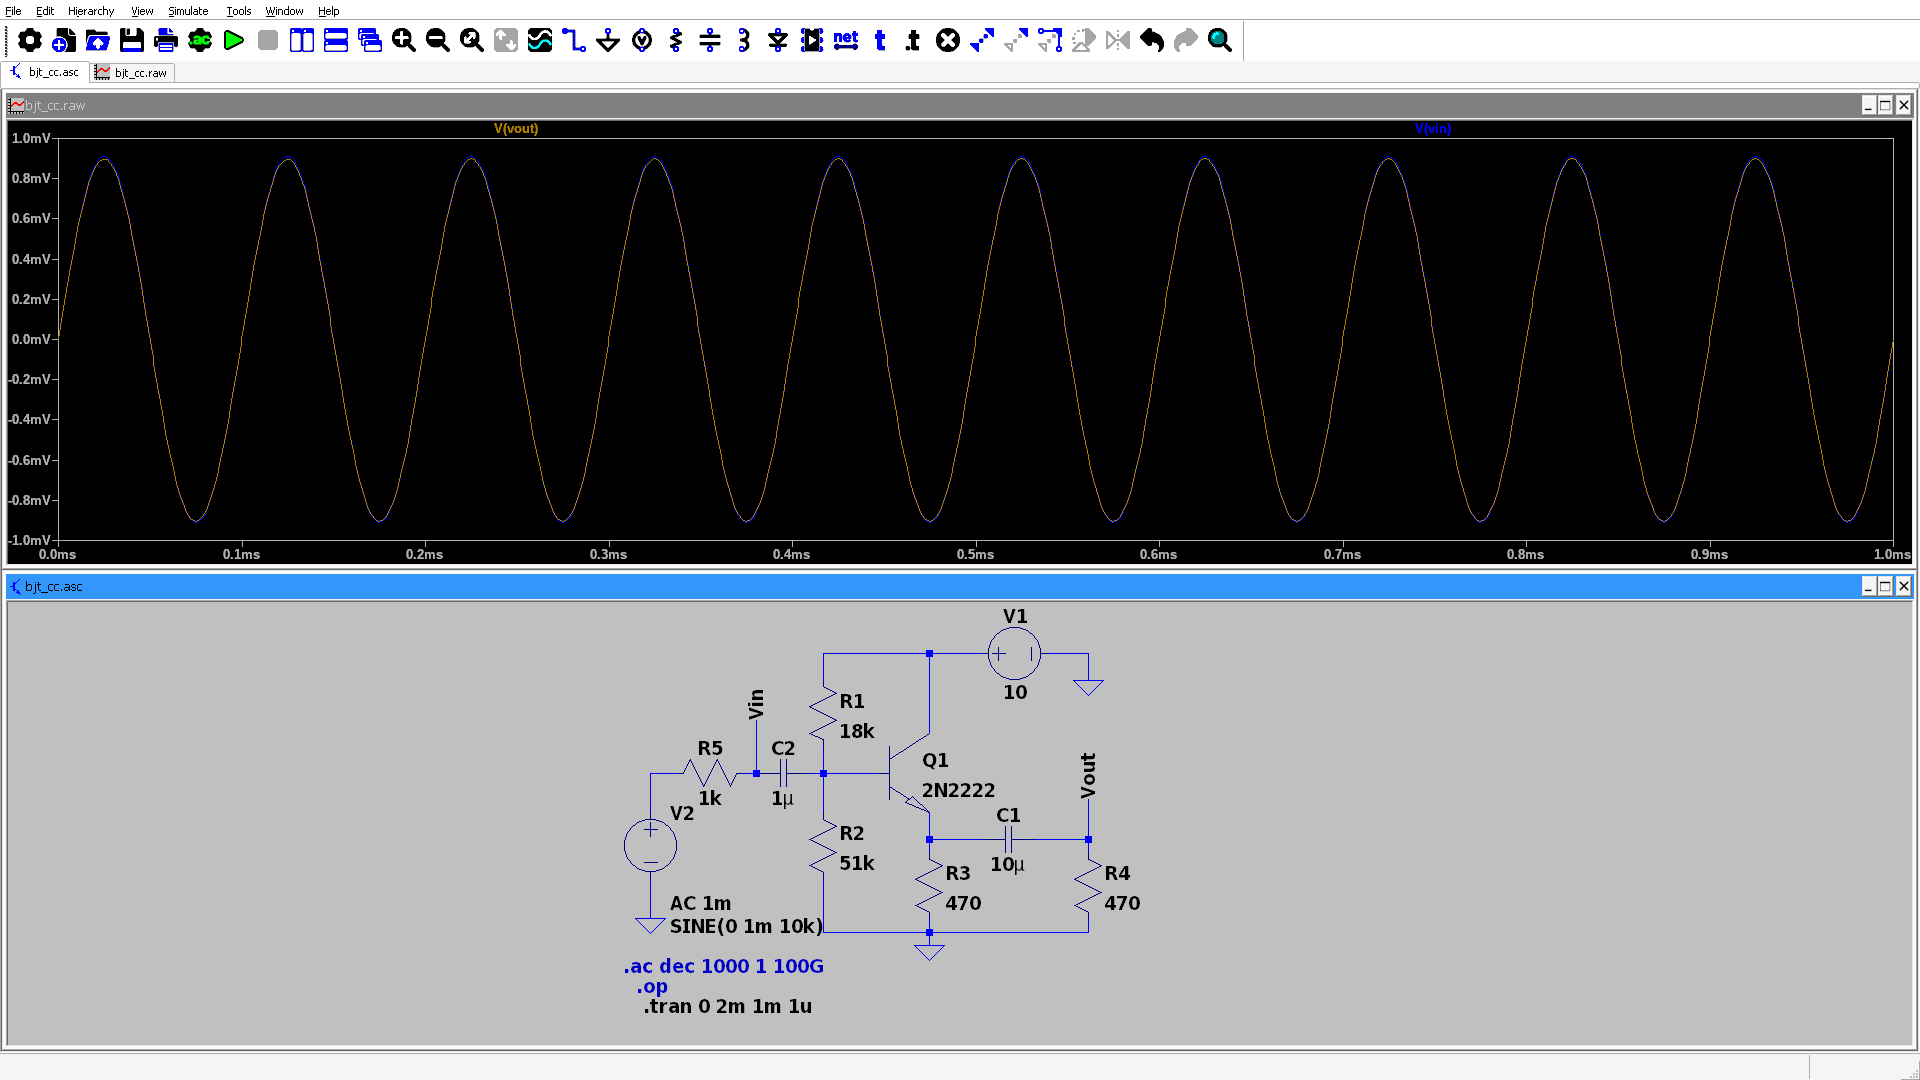 File Edit Hierarchy View Simulate Tools Window Help
.ac net t .t
bjt_cc.asc bjt_cc.raw
bjt_cc.raw
V(vout) V(vin)
1.0mV
0.8mV
0.6mV
0.4mV
0.2mV
0.0mV
-0.2mV
-0.4mV
-0.6mV
-0.8mV
-1.0mV
0.0ms 0.1ms 0.2ms 0.3ms 0.4ms 0.5ms 0.6ms 0.7ms 0.8ms 0.9ms 1.0ms
bjt_cc.asc
V1
10
R1
18k
Vin
R5
1k
C2
1µ
Q1
2N2222
Vout
V2
C1
10µ
R2
51k
R3
470
R4
470
AC 1m
SINE(0 1m 10k)
.ac dec 1000 1 100G
.op
.tran 0 2m 1m 1u